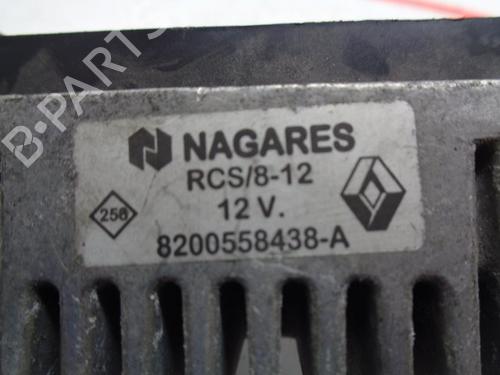 B-PARTS
NAGARES
RCS/8-12
256
12 V.
8200558438-A